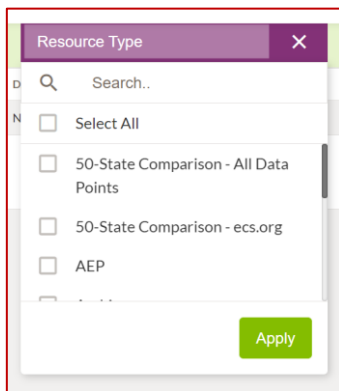 Resource Type
Search..
Select All
50-State Comparison - All Data
Points
50-State Comparison - ecs.org
AEP
Apply
D
N